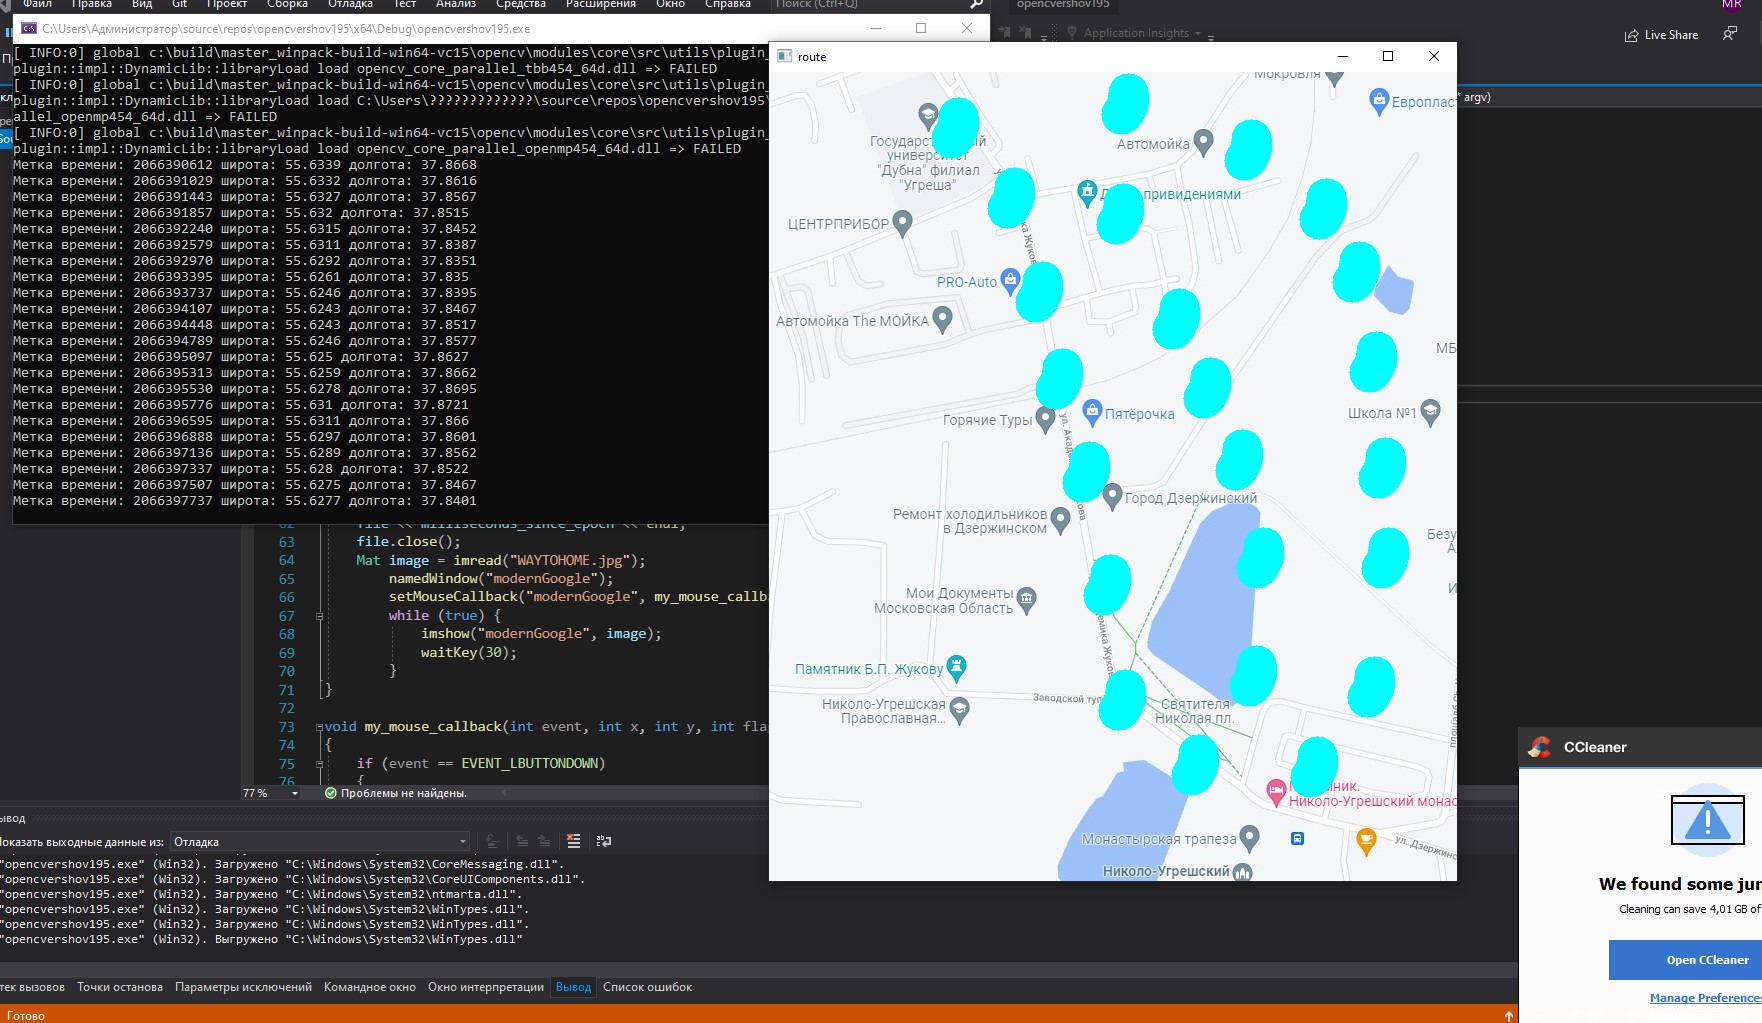 Файл Правка Вид Git Проект Сборка Отладка Тест Анализ Средства Расширения Окно Справка Поиск (Ctrl+Q) opencvershov195 MR
C:\Users\Администратор\source\repos\opencvershov195\x64\Debug\opencvershov195.exe
Application Insights Live Share
[ INFO:0] global c:\build\master_winpack-build-win64-vc15\opencv\modules\core\src\utils\plugin_
plugin::impl::DynamicLib::libraryLoad load opencv_core_parallel_tbb454_64d.dll => FAILED
[ INFO:0] global c:\build\master_winpack-build-win64-vc15\opencv\modules\core\src\utils\plugin_
plugin::impl::DynamicLib::libraryLoad load C:\Users\?????????????\source\repos\opencvershov195\
allel_openmp454_64d.dll => FAILED
[ INFO:0] global c:\build\master_winpack-build-win64-vc15\opencv\modules\core\src\utils\plugin_
plugin::impl::DynamicLib::libraryLoad load opencv_core_parallel_openmp454_64d.dll => FAILED
Метка времени: 2066390612 широта: 55.6339 долгота: 37.8668
Метка времени: 2066391029 широта: 55.6332 долгота: 37.8616
Метка времени: 2066391443 широта: 55.6327 долгота: 37.8567
Метка времени: 2066391857 широта: 55.632 долгота: 37.8515
Метка времени: 2066392240 широта: 55.6315 долгота: 37.8452
Метка времени: 2066392579 широта: 55.6311 долгота: 37.8387
Метка времени: 2066392970 широта: 55.6292 долгота: 37.8351
Метка времени: 2066393395 широта: 55.6261 долгота: 37.835
Метка времени: 2066393737 широта: 55.6246 долгота: 37.8395
Метка времени: 2066394107 широта: 55.6243 долгота: 37.8467
Метка времени: 2066394448 широта: 55.6243 долгота: 37.8517
Метка времени: 2066394789 широта: 55.6246 долгота: 37.8577
Метка времени: 2066395097 широта: 55.625 долгота: 37.8627
Метка времени: 2066395313 широта: 55.6259 долгота: 37.8662
Метка времени: 2066395530 широта: 55.6278 долгота: 37.8695
Метка времени: 2066395776 широта: 55.631 долгота: 37.8721
Метка времени: 2066396595 широта: 55.6311 долгота: 37.866
Метка времени: 2066396888 широта: 55.6297 долгота: 37.8601
Метка времени: 2066397136 широта: 55.6289 долгота: 37.8562
Метка времени: 2066397337 широта: 55.628 долгота: 37.8522
Метка времени: 2066397507 широта: 55.6275 долгота: 37.8467
Метка времени: 2066397737 широта: 55.6277 долгота: 37.8401
62 file << milliseconds_since_epoch << endl;
63 file.close();
64 Mat image = imread("WAYTOHOME.jpg");
65 namedWindow("modernGoogle");
66 setMouseCallback("modernGoogle", my_mouse_callb
67 while (true) {
68 imshow("modernGoogle", image);
69 waitKey(30);
70 }
71 }
72
73 void my_mouse_callback(int event, int x, int y, int fla
74 {
75 if (event == EVENT_LBUTTONDOWN)
76 {
77 % Проблемы не найдены.
route
* argv)
Мокровля
Европлас
Автомойка
университет
"Дубна" филиал
"Угреша"
привидениями
ЦЕНТРПРИБОР
PRO-Auto
Автомойка The МОЙКА
МБ
Школа №1
Горячие Туры
Пятёрочка
Город Дзержинский
Ремонт холодильников
в Дзержинском
Безу
Мои Документы
Московская Область
Памятник Б.П. Жукову
Николо-Угрешская
Православная...
Святителя
Николая пл.
Николо-Угрешский монас
Монастырская трапеза
ул. Дзержинс
Николо-Угрешский
ывод
оказать выходные данные из: Отладка
"opencvershov195.exe" (Win32). Загружено "C:\Windows\System32\CoreMessaging.dll".
"opencvershov195.exe" (Win32). Загружено "C:\Windows\System32\CoreUIComponents.dll".
"opencvershov195.exe" (Win32). Загружено "C:\Windows\System32\ntmarta.dll".
"opencvershov195.exe" (Win32). Загружено "C:\Windows\System32\WinTypes.dll".
"opencvershov195.exe" (Win32). Загружено "C:\Windows\System32\WinTypes.dll".
"opencvershov195.exe" (Win32). Выгружено "C:\Windows\System32\WinTypes.dll"
тек вызовов Точки останова Параметры исключений Командное окно Окно интерпретации Вывод Список ошибок
Готово
CCleaner
We found some jun
Cleaning can save 4,01 GB of
Open CCleaner
Manage Preferences